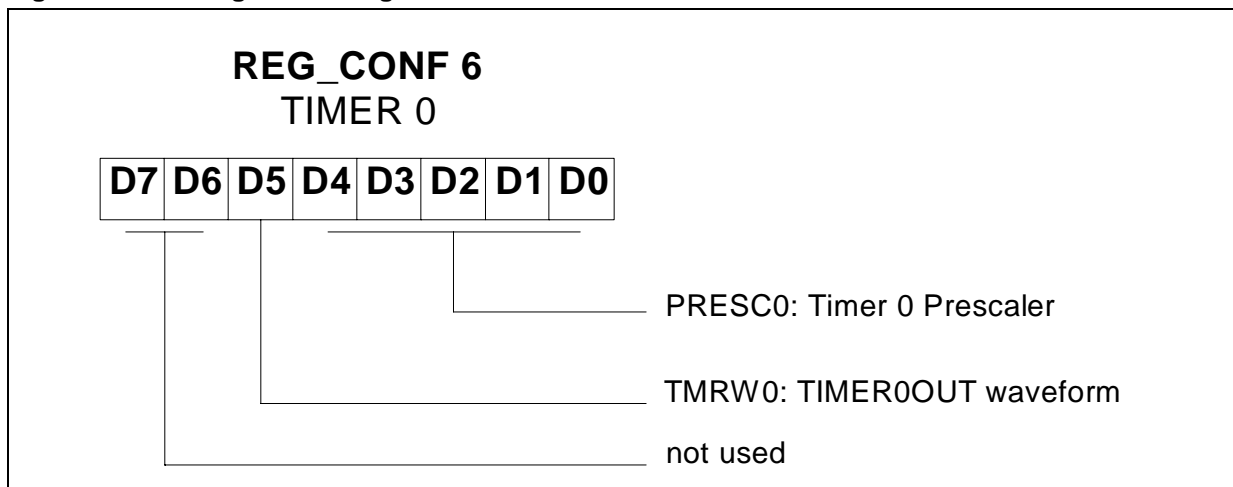 REG_CONF 6
TIMER 0
D7 D6 D5 D4 D3 D2 D1 D0
PRESC0: Timer 0 Prescaler
TMRW0: TIMER0OUT waveform
not used